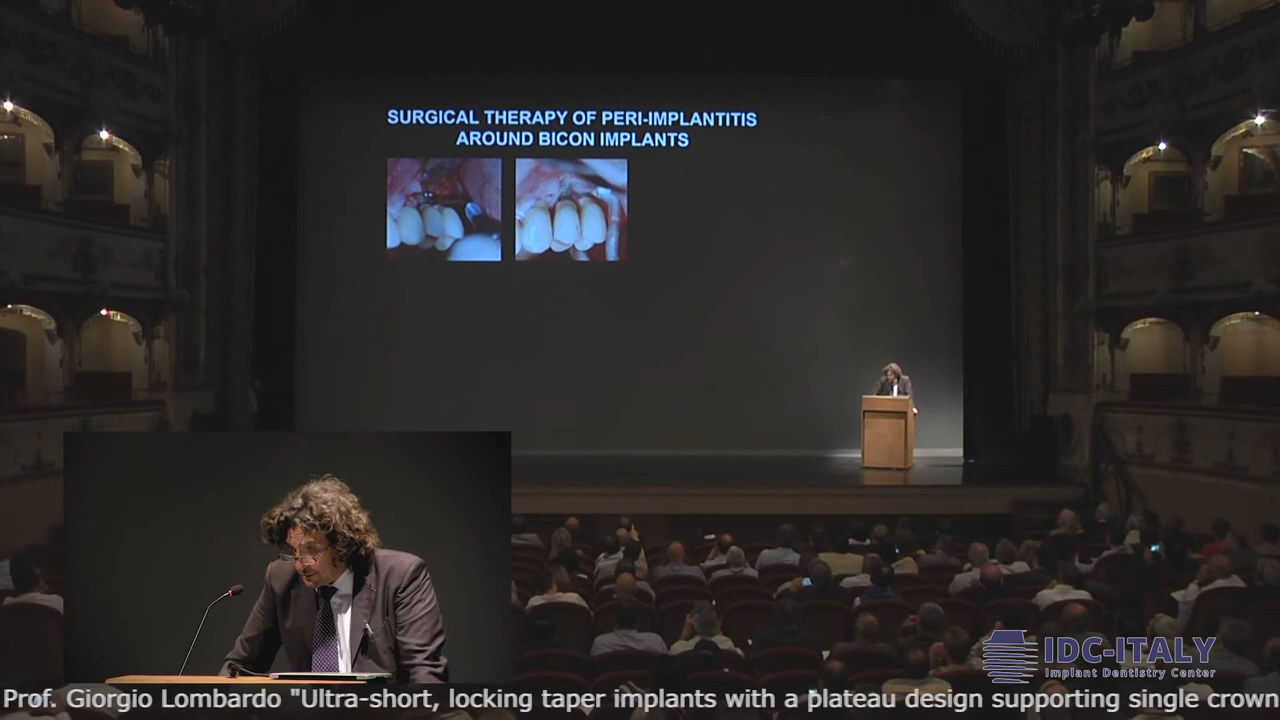 SURGICAL THERAPY OF PERI-IMPLANTITIS
AROUND BICON IMPLANTS
IDC-ITALY
Implant Dentistry Center
Prof. Giorgio Lombardo "Ultra-short, locking taper implants with a plateau design supporting single crown